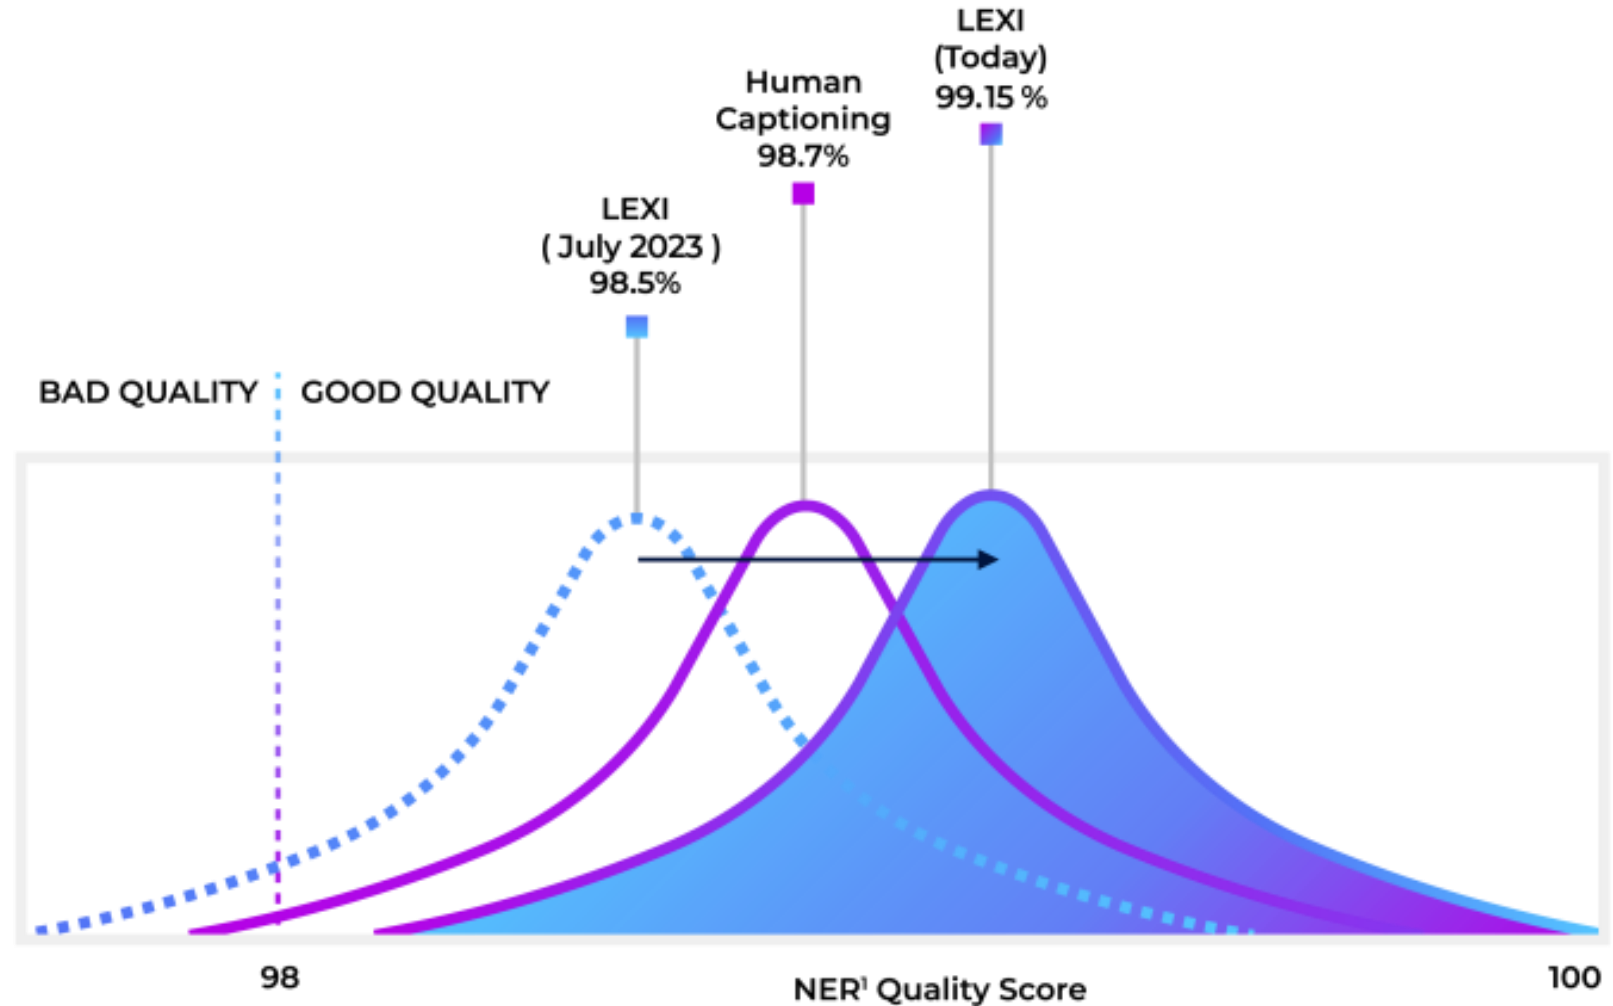 LEXI
(Today)
99.15 %
Human
Captioning
98.7%
LEXI
( July 2023 )
98.5%
BAD QUALITY
GOOD QUALITY
98
NER¹ Quality Score
100